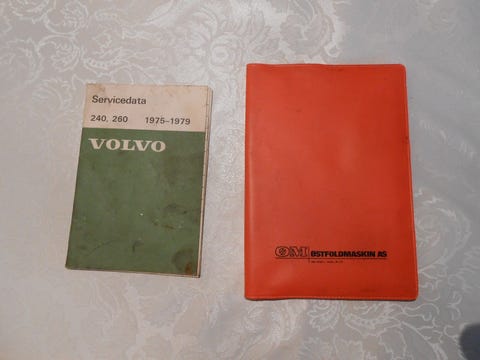 Servicedata
240, 260 1975-1979
VOLVO
ØM ØSTFOLDMASKIN AS